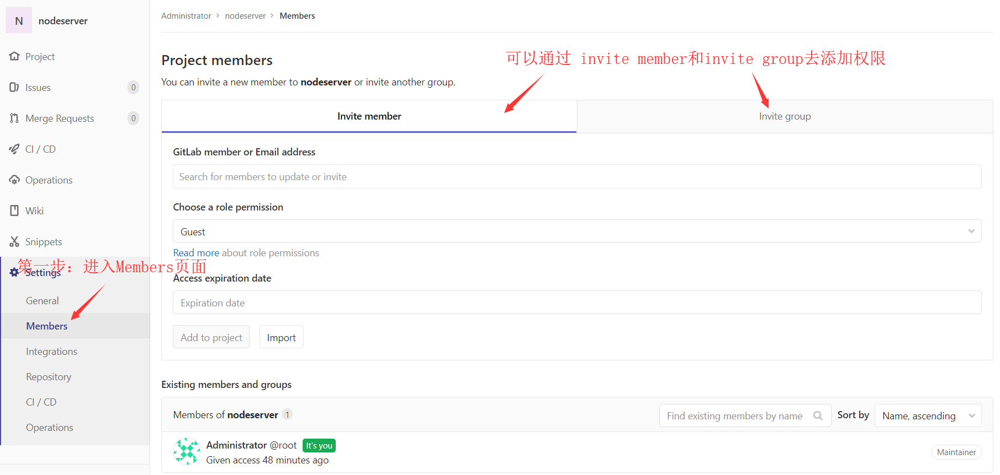 N nodeserver
Project
Issues 0
Merge Requests 0
CI / CD
Operations
Wiki
Snippets
Settings
第一步：进入Members页面
General
Members
Integrations
Repository
CI / CD
Operations
Administrator > nodeserver > Members
Project members
可以通过 invite member和invite group去添加权限
You can invite a new member to nodeserver or invite another group.
Invite member
Invite group
GitLab member or Email address
Search for members to update or invite
Choose a role permission
Guest
Read more about role permissions
Access expiration date
Expiration date
Add to project
Import
Existing members and groups
Members of nodeserver 1
Find existing members by name
Sort by
Name, ascending
Administrator @root It's you
Given access 48 minutes ago
Maintainer